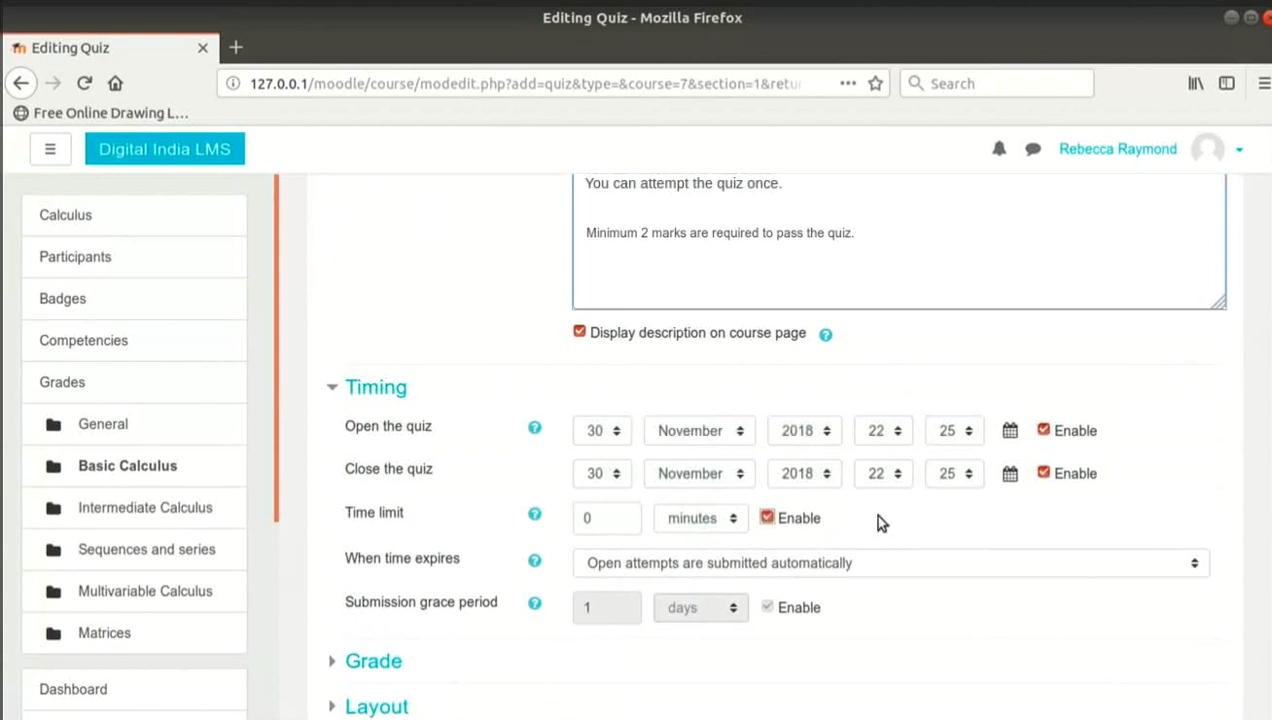 Editing Quiz - Mozilla Firefox
Editing Quiz
127.0.0.1/moodle/course/modedit.php?add=quiz&type=&course=7&section=1&retu
Search
Free Online Drawing L...
Digital India LMS
Rebecca Raymond
Calculus
Participants
Badges
Competencies
Grades
General
Basic Calculus
Intermediate Calculus
Sequences and series
Multivariable Calculus
Matrices
Dashboard
You can attempt the quiz once.
Minimum 2 marks are required to pass the quiz.
Display description on course page
Timing
Open the quiz 30 November 2018 22 25 Enable
Close the quiz 30 November 2018 22 25 Enable
Time limit 0 minutes Enable
When time expires Open attempts are submitted automatically
Submission grace period 1 days Enable
Grade
Layout